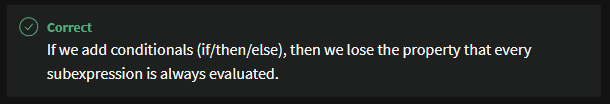 Correct
If we add conditionals (if/then/else), then we lose the property that every
subexpression is always evaluated.